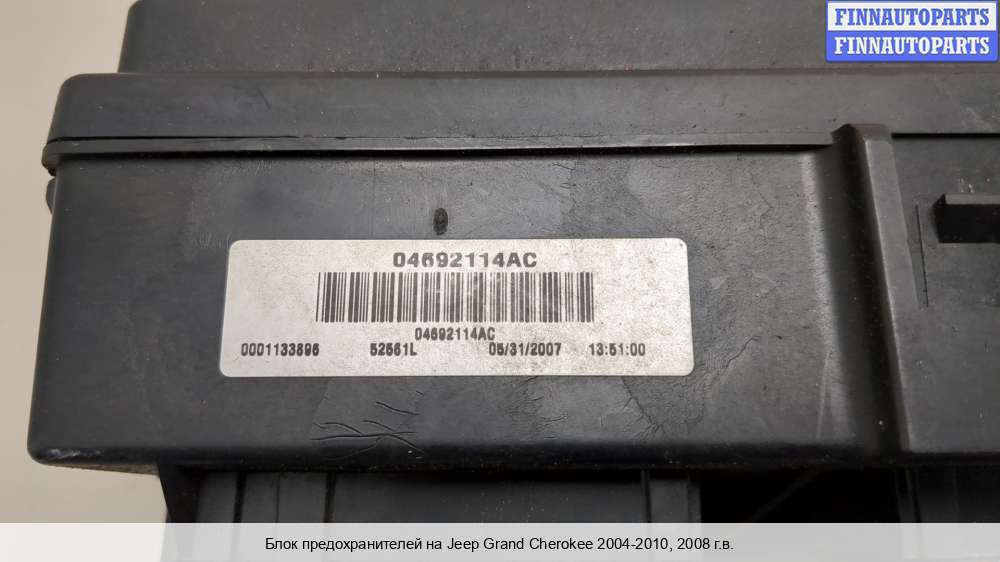 FINNAUTOPARTS
FINNAUTOPARTS
04692114AC
04692114AC
0001133896 52561L 05/31/2007 13:51:00
Блок предохранителей на Jeep Grand Cherokee 2004-2010, 2008 г.в.